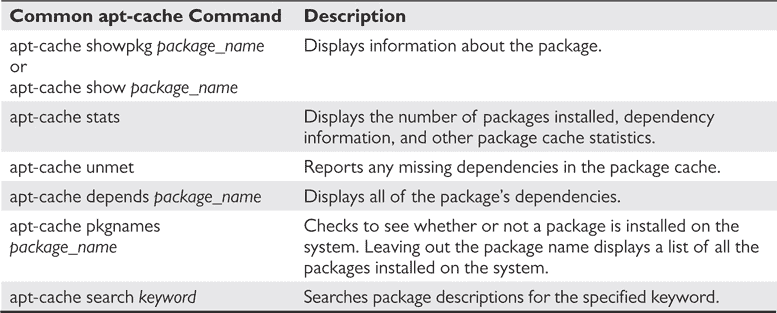 Common apt-cache Command Description
apt-cache showpkg package_name Displays information about the package.
or
apt-cache show package_name
apt-cache stats Displays the number of packages installed, dependency
information, and other package cache statistics.
apt-cache unmet Reports any missing dependencies in the package cache.
apt-cache depends package_name Displays all of the package's dependencies.
apt-cache pkgnames Checks to see whether or not a package is installed on the
package_name system. Leaving out the package name displays a list of all the
packages installed on the system.
apt-cache search keyword Searches package descriptions for the specified keyword.